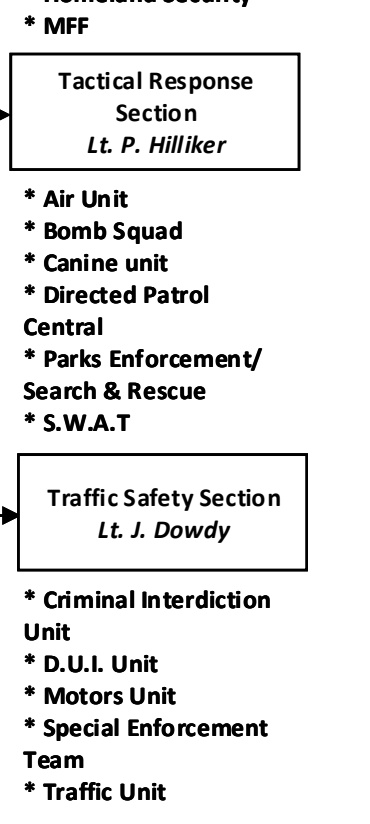 Homeland Security
* MFF
Tactical Response
Section
Lt. P. Hilliker
* Air Unit
* Bomb Squad
* Canine unit
* Directed Patrol
Central
* Parks Enforcement/
Search & Rescue
* S.W.A.T
Traffic Safety Section
Lt. J. Dowdy
* Criminal Interdiction
Unit
* D.U.I. Unit
* Motors Unit
* Special Enforcement
Team
* Traffic Unit